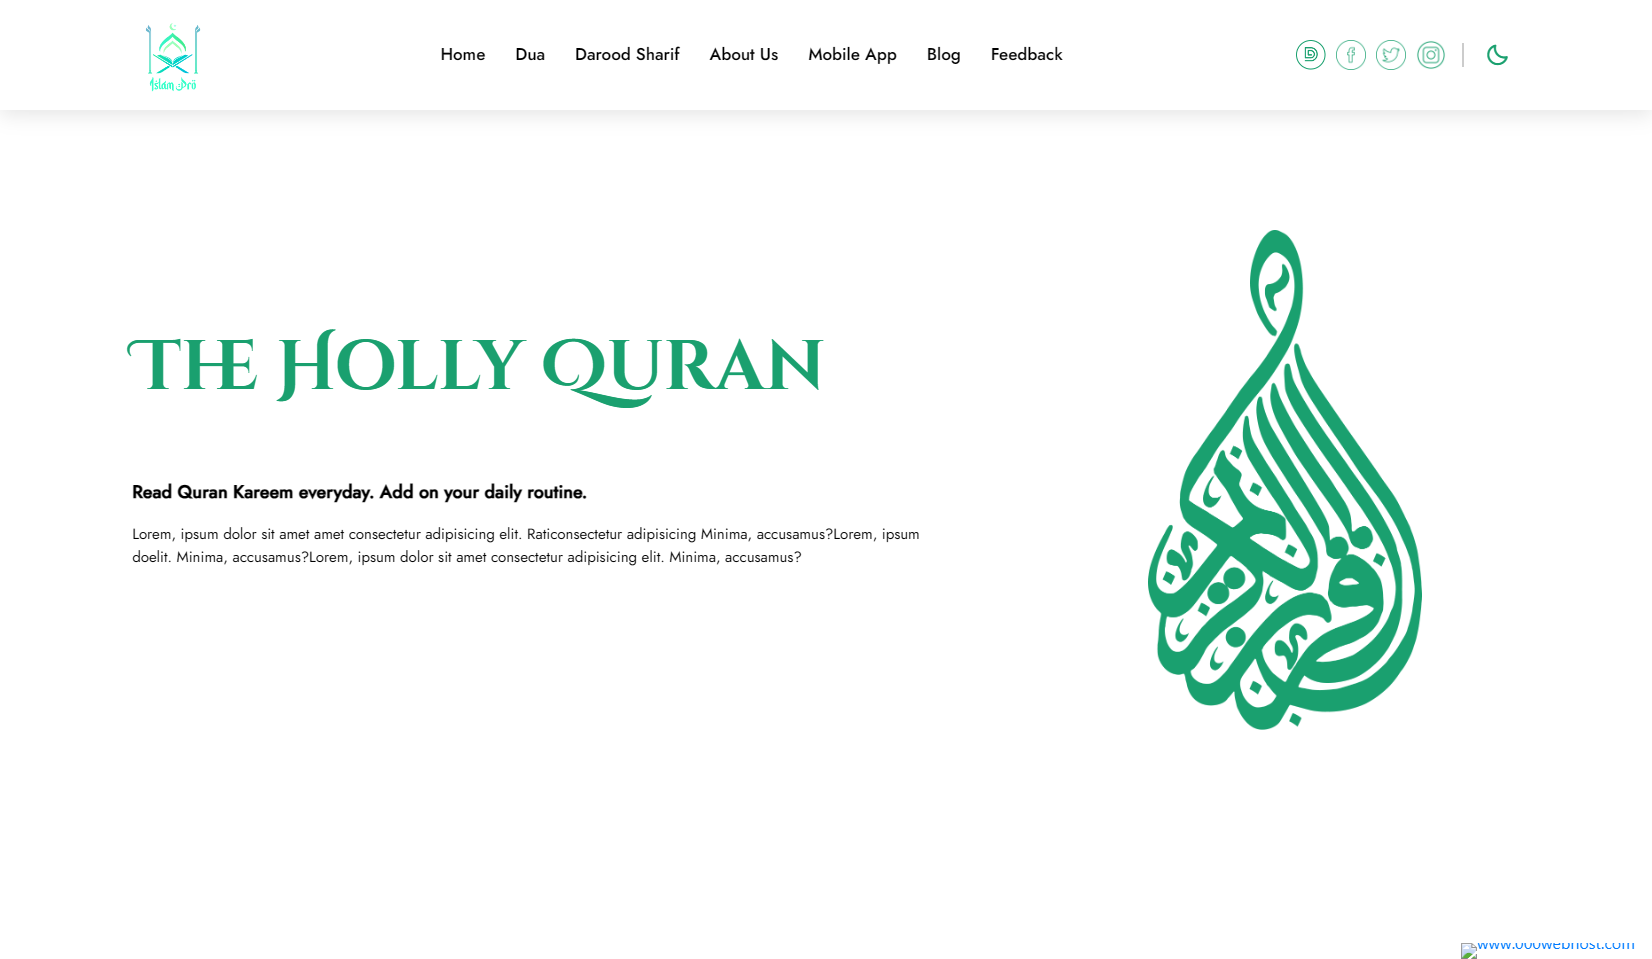 Islam Pro
Home Dua Darood Sharif About Us Mobile App Blog Feedback
The Holly Quran
Read Quran Kareem everyday. Add on your daily routine.
Lorem, ipsum dolor sit amet amet consectetur adipisicing elit. Raticonsectetur adipisicing Minima, accusamus?Lorem, ipsum
doelit. Minima, accusamus?Lorem, ipsum dolor sit amet consectetur adipisicing elit. Minima, accusamus?
www.000webhost.com